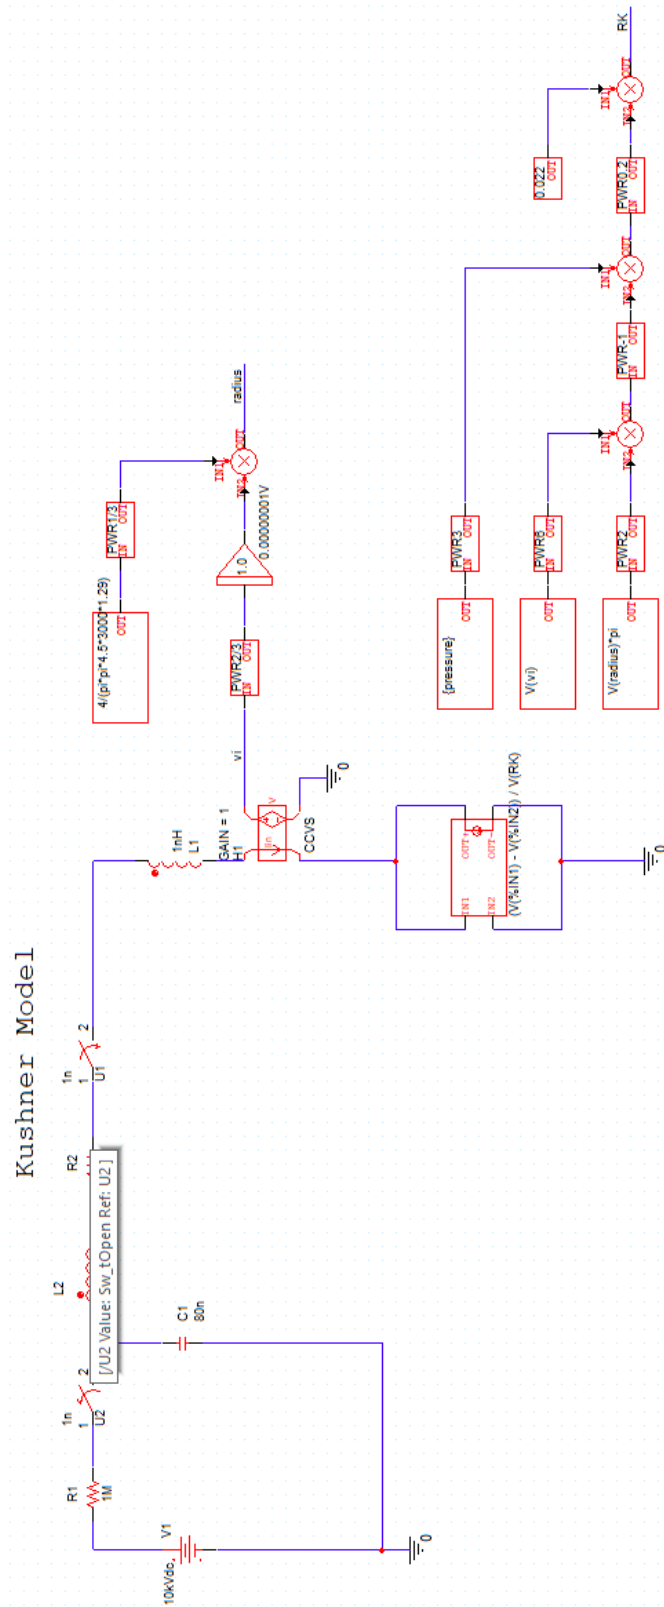 Kushner Model
V1
10kVdc,
R1
1M
1n
1
2
U2
[/U2 Value: Sw_tOpen Ref: U2 ]
L2
R2
C1
80n
0
1n
1
2
U1
1nH
L1
GAIN = 1
H1
CCVS
0
vi
IN1
OUT+
IN2
OUT-
(V(%IN1) - V(%IN2)) / V(RK)
0
4/(pi*pi*4.5*3000*1.29)
OUT
PWR1/3
IN
OUT
PWR2/3
IN
OUT
1.0
0.00000001V
IN1
IN2
OUT
radius
{pressure}
OUT
PWR3
IN
OUT
V(vi)
OUT
PWR6
IN
OUT
V(radius)*pi
OUT
PWR2
IN
OUT
IN1
IN2
OUT
PWR-1
IN
OUT
IN1
IN2
OUT
PWR0.2
IN
OUT
0.022
OUT
IN1
IN2
OUT
RK